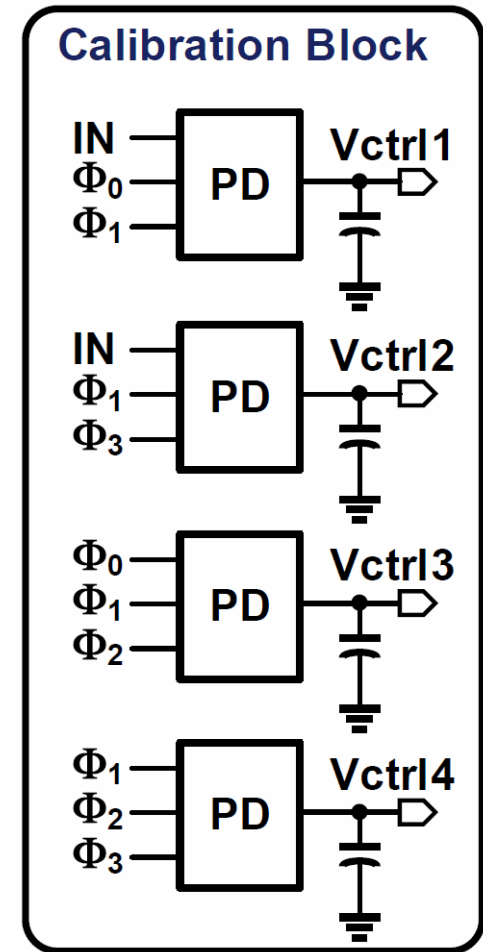 Calibration Block
IN
Φ0
Φ1
PD
Vctrl1
IN
Φ1
Φ3
PD
Vctrl2
Φ0
Φ1
Φ2
PD
Vctrl3
Φ1
Φ2
Φ3
PD
Vctrl4